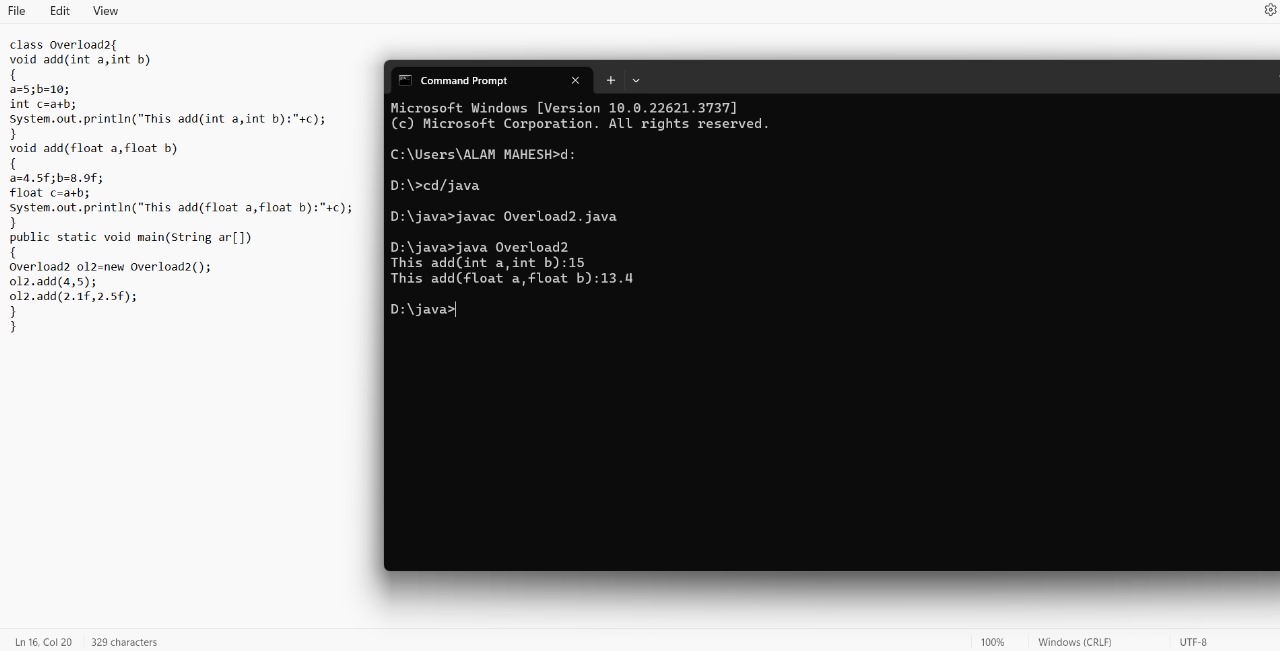 File Edit View
class Overload2{
void add(int a,int b)
{
a=5;b=10;
int c=a+b;
System.out.println("This add(int a,int b):"+c);
}
void add(float a,float b)
{
a=4.5f;b=8.9f;
float c=a+b;
System.out.println("This add(float a,float b):"+c);
}
public static void main(String ar[])
{
Overload2 ol2=new Overload2();
ol2.add(4,5);
ol2.add(2.1f,2.5f);
}
}
Command Prompt
Microsoft Windows [Version 10.0.22621.3737]
(c) Microsoft Corporation. All rights reserved.
C:\Users\ALAM MAHESH>d:
D:\>cd/java
D:\java>javac Overload2.java
D:\java>java Overload2
This add(int a,int b):15
This add(float a,float b):13.4
D:\java>
Ln 16, Col 20 329 characters 100% Windows (CRLF) UTF-8